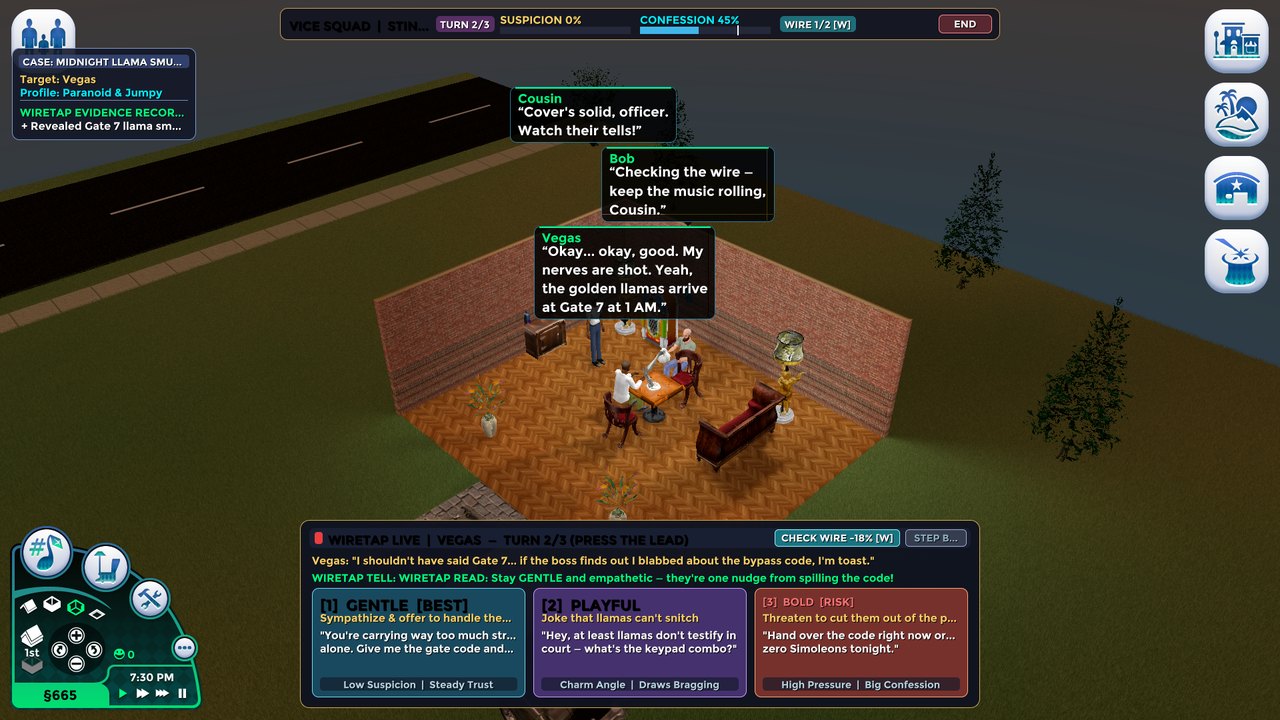 VICE SQUAD | STIN...
TURN 2/3
SUSPICION 0%
CONFESSION 45%
WIRE 1/2 [W]
END
CASE: MIDNIGHT LLAMA SMU...
Target: Vegas
Profile: Paranoid & Jumpy
WIRETAP EVIDENCE RECOR...
+ Revealed Gate 7 llama sm...
Cousin
“Cover's solid, officer.
Watch their tells!”
Bob
“Checking the wire –
keep the music rolling,
Cousin.”
Vegas
“Okay... okay, good. My
nerves are shot. Yeah,
the golden llamas arrive
at Gate 7 at 1 AM.”
WIRETAP LIVE | VEGAS – TURN 2/3 (PRESS THE LEAD)
CHECK WIRE -18% [W]
STEP B...
Vegas: "I shouldn't have said Gate 7... if the boss finds out I blabbed about the bypass code, I'm toast."
WIRETAP TELL: WIRETAP READ: Stay GENTLE and empathetic – they're one nudge from spilling the code!
[1] GENTLE [BEST]
Sympathize & offer to handle the...
"You're carrying way too much str...
alone. Give me the gate code and...
Low Suspicion | Steady Trust
[2] PLAYFUL
Joke that llamas can't snitch
"Hey, at least llamas don't testify in
court – what's the keypad combo?"
Charm Angle | Draws Bragging
[3] BOLD [RISK]
Threaten to cut them out of the p...
"Hand over the code right now or...
zero Simoleons tonight."
High Pressure | Big Confession
#
1st
0
7:30 PM
§665